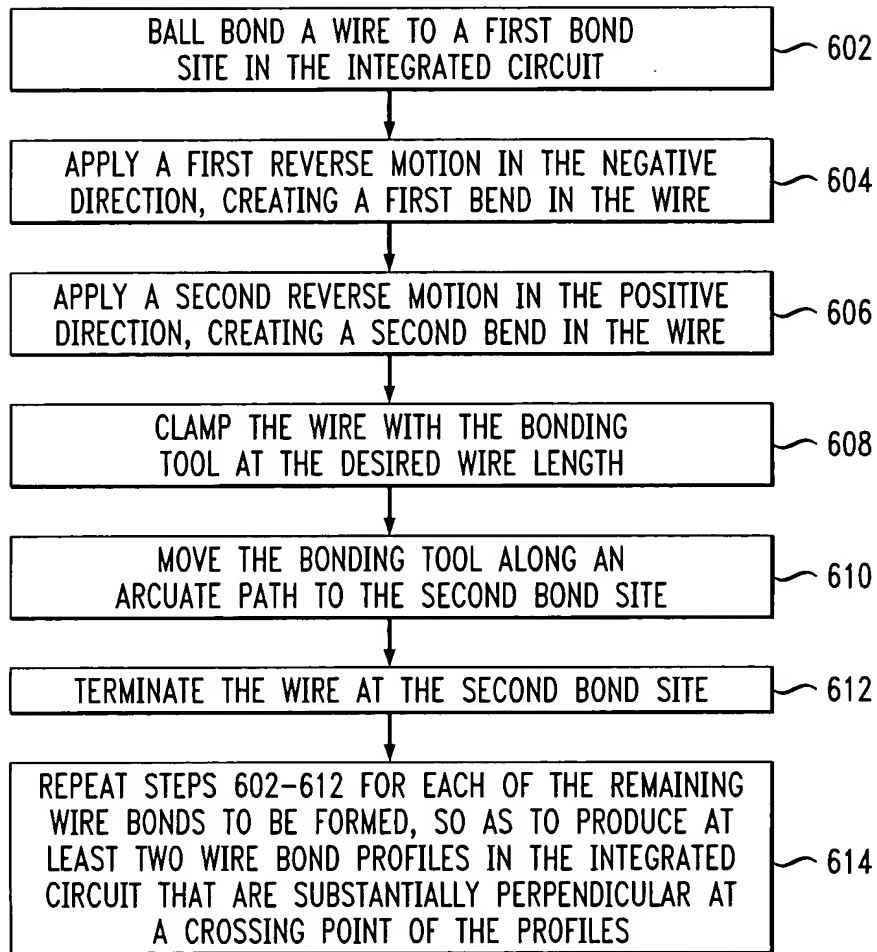 BALL BOND A WIRE TO A FIRST BOND
SITE IN THE INTEGRATED CIRCUIT
602
APPLY A FIRST REVERSE MOTION IN THE NEGATIVE
DIRECTION, CREATING A FIRST BEND IN THE WIRE
604
APPLY A SECOND REVERSE MOTION IN THE POSITIVE
DIRECTION, CREATING A SECOND BEND IN THE WIRE
606
CLAMP THE WIRE WITH THE BONDING
TOOL AT THE DESIRED WIRE LENGTH
608
MOVE THE BONDING TOOL ALONG AN
ARCUATE PATH TO THE SECOND BOND SITE
610
TERMINATE THE WIRE AT THE SECOND BOND SITE
612
REPEAT STEPS 602-612 FOR EACH OF THE REMAINING
WIRE BONDS TO BE FORMED, SO AS TO PRODUCE AT
LEAST TWO WIRE BOND PROFILES IN THE INTEGRATED
CIRCUIT THAT ARE SUBSTANTIALLY PERPENDICULAR AT
A CROSSING POINT OF THE PROFILES
614